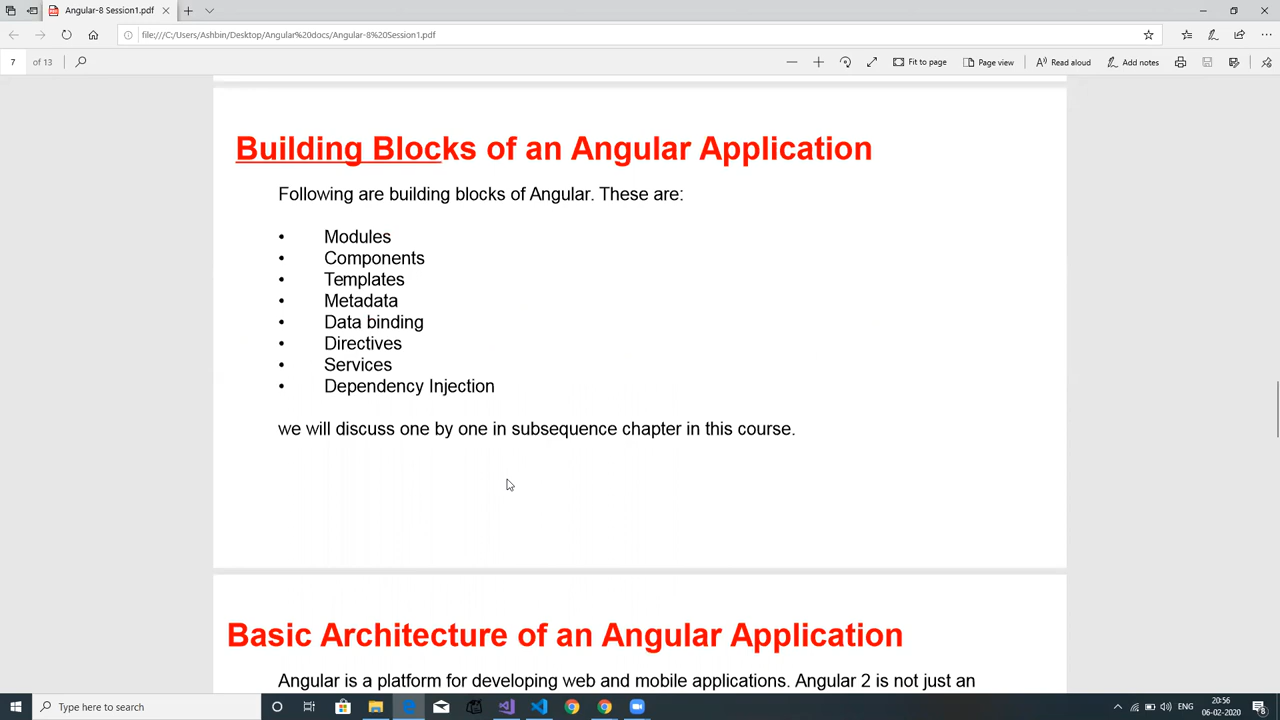 Angular-8 Session1.pdf
file:///C:/Users/Ashbin/Desktop/Angular%20docs/Angular-8%20Session1.pdf
7 of 13
Fit to page
Page view
Read aloud
Add notes
Building Blocks of an Angular Application
Following are building blocks of Angular. These are:
• Modules
• Components
• Templates
• Metadata
• Data binding
• Directives
• Services
• Dependency Injection
we will discuss one by one in subsequence chapter in this course.
Basic Architecture of an Angular Application
Angular is a platform for developing web and mobile applications. Angular 2 is not just an
Type here to search
ENG
20:56
06-02-2020